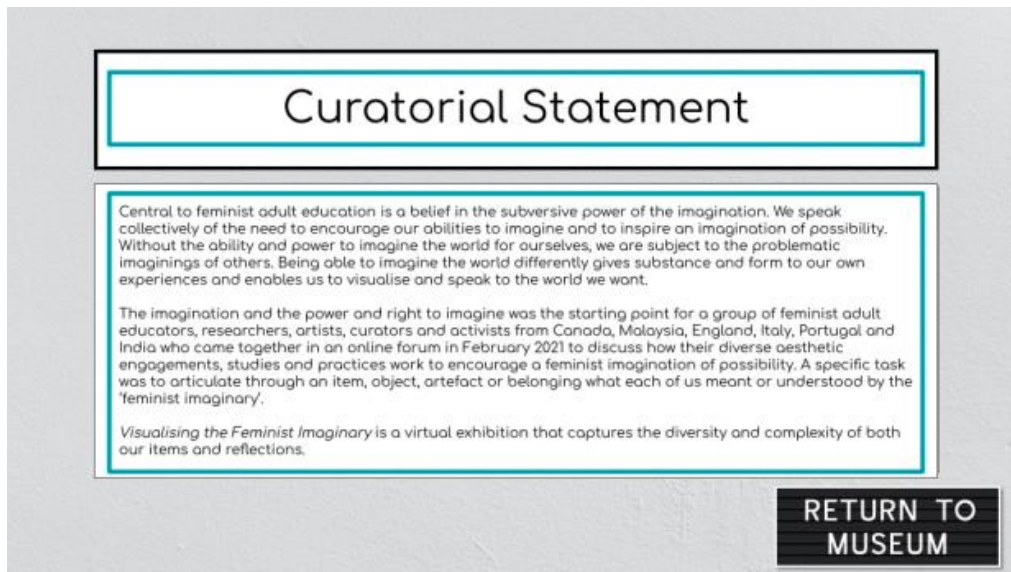 Curatorial Statement
Central to feminist adult education is a belief in the subversive power of the imagination. We speak
collectively of the need to encourage our abilities to imagine and to inspire an imagination of possibility.
Without the ability and power to imagine the world for ourselves, we are subject to the problematic
imaginings of others. Being able to imagine the world differently gives substance and form to our own
experiences and enables us to visualise and speak to the world we want.
The imagination and the power and right to imagine was the starting point for a group of feminist adult
educators, researchers, artists, curators and activists from Canada, Malaysia, England, Italy, Portugal and
India who came together in an online forum in February 2021 to discuss how their diverse aesthetic
engagements, studies and practices work to encourage a feminist imagination of possibility. A specific task
was to articulate through an item, object, artefact or belonging what each of us meant or understood by the
'feminist imaginary'.
Visualising the Feminist Imaginary is a virtual exhibition that captures the diversity and complexity of both
our items and reflections.
RETURN TO
MUSEUM